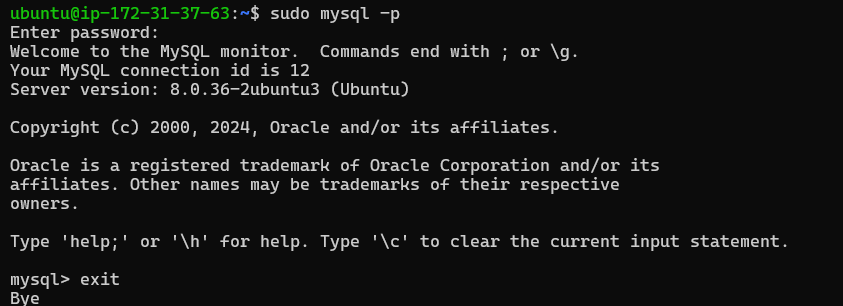 ubuntu@ip-172-31-37-63:~$ sudo mysql -p
Enter password:
Welcome to the MySQL monitor.  Commands end with ; or \g.
Your MySQL connection id is 12
Server version: 8.0.36-2ubuntu3 (Ubuntu)

Copyright (c) 2000, 2024, Oracle and/or its affiliates.

Oracle is a registered trademark of Oracle Corporation and/or its
affiliates. Other names may be trademarks of their respective
owners.

Type 'help;' or '\h' for help. Type '\c' to clear the current input statement.

mysql> exit
Bye